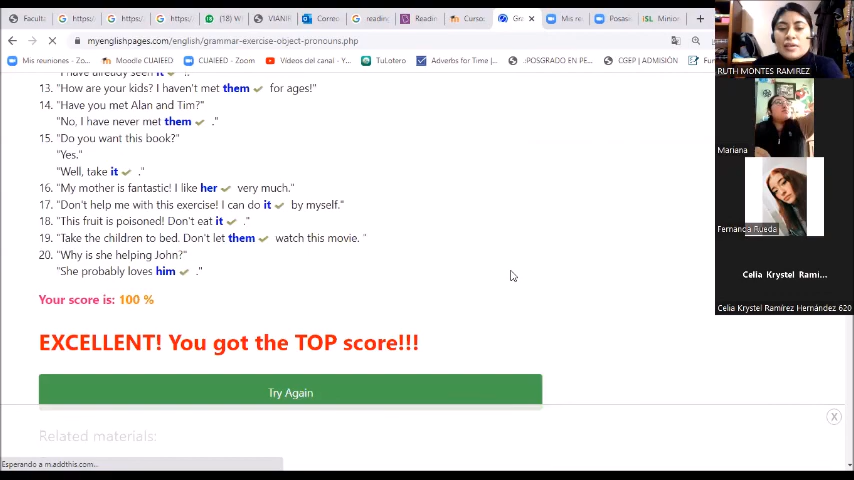 Facult
https:/
https:/
https:/
(18) W
VIANIF
Correo
reading
Readin
Curso:
Gra
Mis re
Posas
Minior
myenglishpages.com/english/grammar-exercise-object-pronouns.php
Mis reuniones - Zo...
Moodle CUAIEED
CUAIEED - Zoom
Vídeos del canal - Y...
TuLotero
Adverbs for Time |...
:POSGRADO EN PE...
CGEP | ADMISIÓN
"I have already seen it ."
13. "How are your kids? I haven't met them for ages!"
14. "Have you met Alan and Tim?"
"No, I have never met them ."
15. "Do you want this book?"
"Yes."
"Well, take it ."
16. "My mother is fantastic! I like her very much."
17. "Don't help me with this exercise! I can do it by myself."
18. "This fruit is poisoned! Don't eat it ."
19. "Take the children to bed. Don't let them watch this movie. "
20. "Why is she helping John?"
"She probably loves him ."
Your score is: 100 %
EXCELLENT! You got the TOP score!!!
Try Again
X
Related materials:
Esperando a m.addthis.com...
RUTH MONTES RAMIREZ
Mariana
Fernanda Rueda
Celia Krystel Rami...
Celia Krystel Ramírez Hernández 620